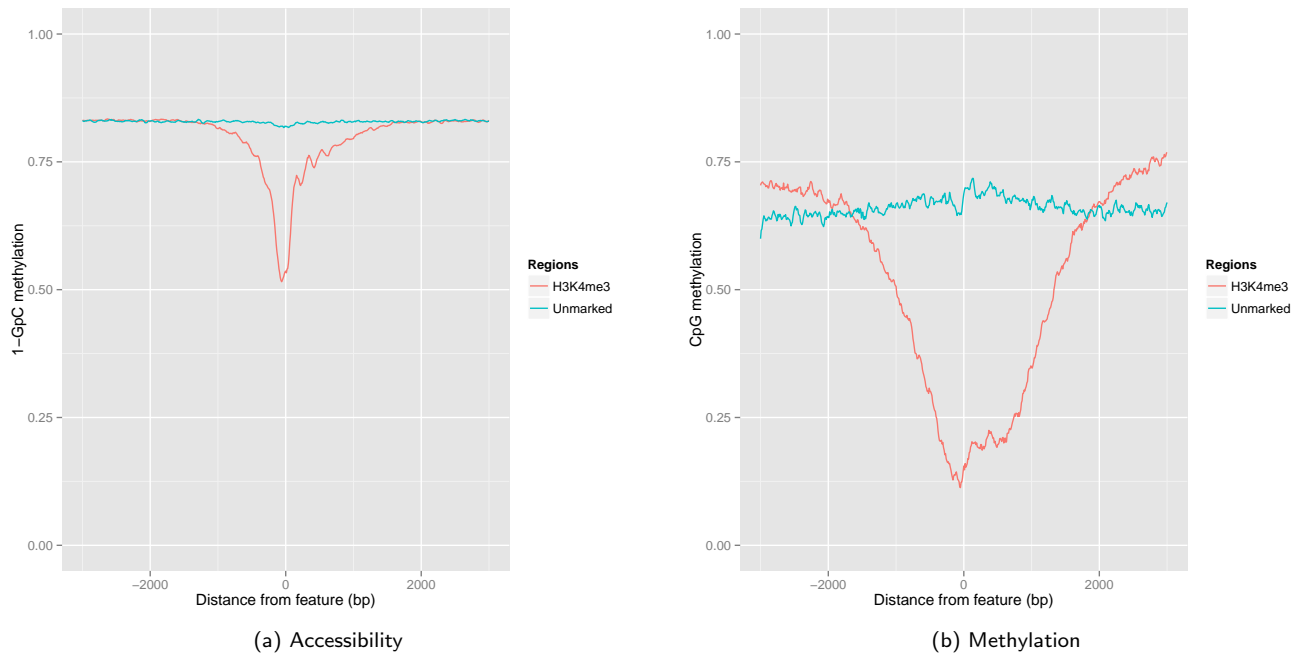 1.00
0.75
0.50
0.25
0.00
1−GpC methylation
−2000
0
2000
Distance from feature (bp)
Regions
H3K4me3
Unmarked
(a) Accessibility
1.00
0.75
0.50
0.25
0.00
CpG methylation
−2000
0
2000
Distance from feature (bp)
Regions
H3K4me3
Unmarked
(b) Methylation